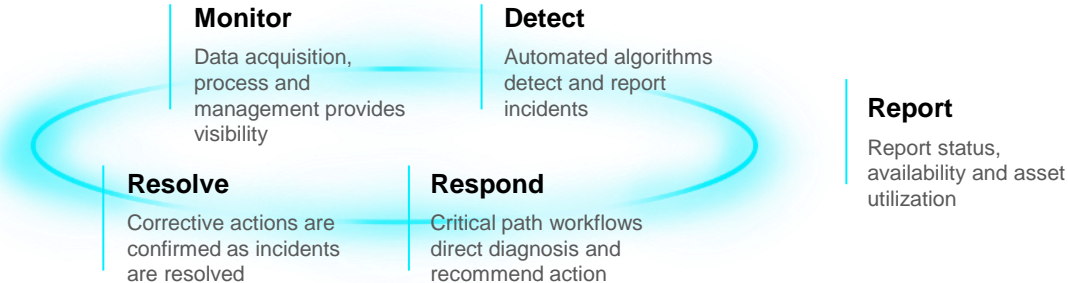 Monitor
Data acquisition,
process and
management provides
visibility
Detect
Automated algorithms
detect and report
incidents
Report
Report status,
availability and asset
utilization
Resolve
Corrective actions are
confirmed as incidents
are resolved
Respond
Critical path workflows
direct diagnosis and
recommend action